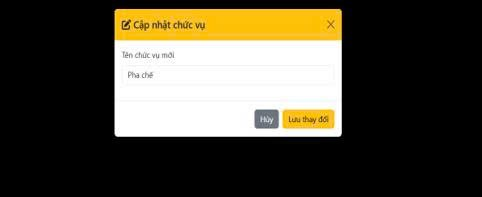 Cập nhật chức vụ
Tên chức vụ mới
Pha chế
Hủy
Lưu thay đổi